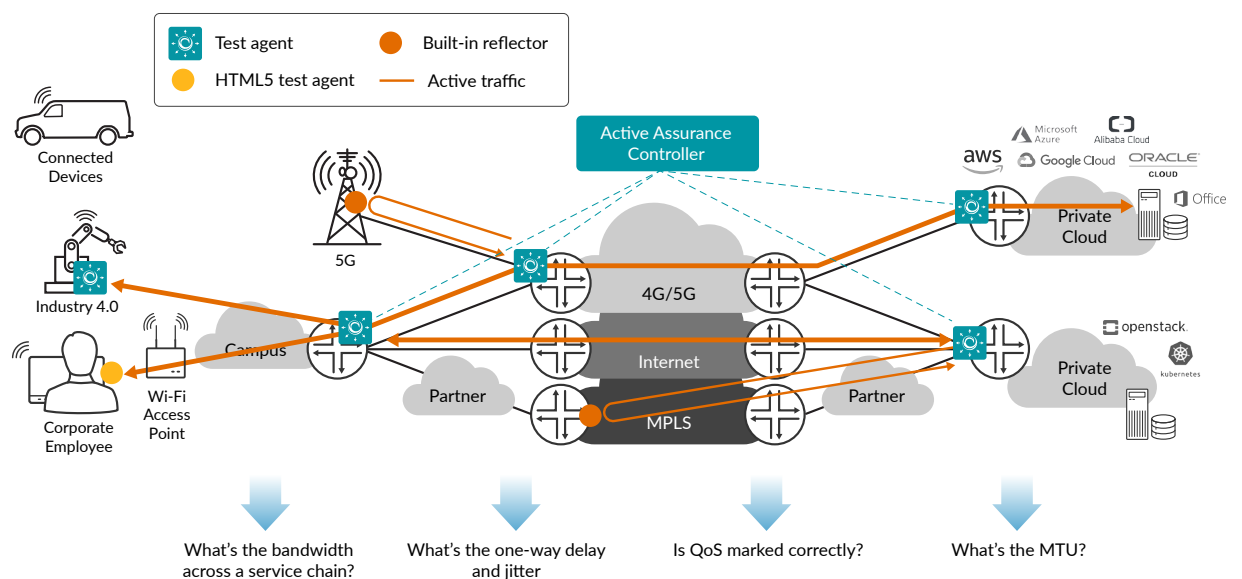 Test agent
Built-in reflector
HTML5 test agent
Active traffic
Connected
Devices
5G
Active Assurance
Controller
Microsoft
Azure
Alibaba Cloud
aws
Google Cloud
ORACLE
CLOUD
Office
Private
Cloud
Industry 4.0
4G/5G
Campus
Internet
openstack.
kubernetes
Private
Cloud
Partner
Partner
MPLS
Corporate
Employee
Wi-Fi
Access
Point
What's the bandwidth
across a service chain?
What's the one-way delay
and jitter
Is QoS marked correctly?
What's the MTU?